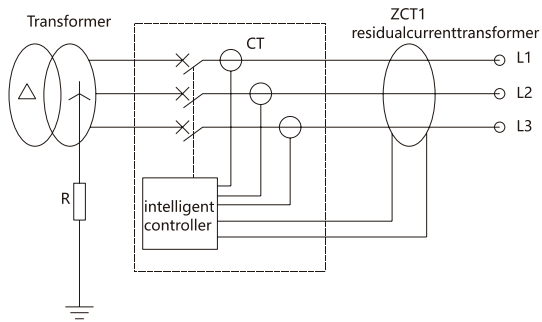 Transformer
ZCT1
residualcurrenttransformer
CT
L1
L2
L3
R
intelligent
controller